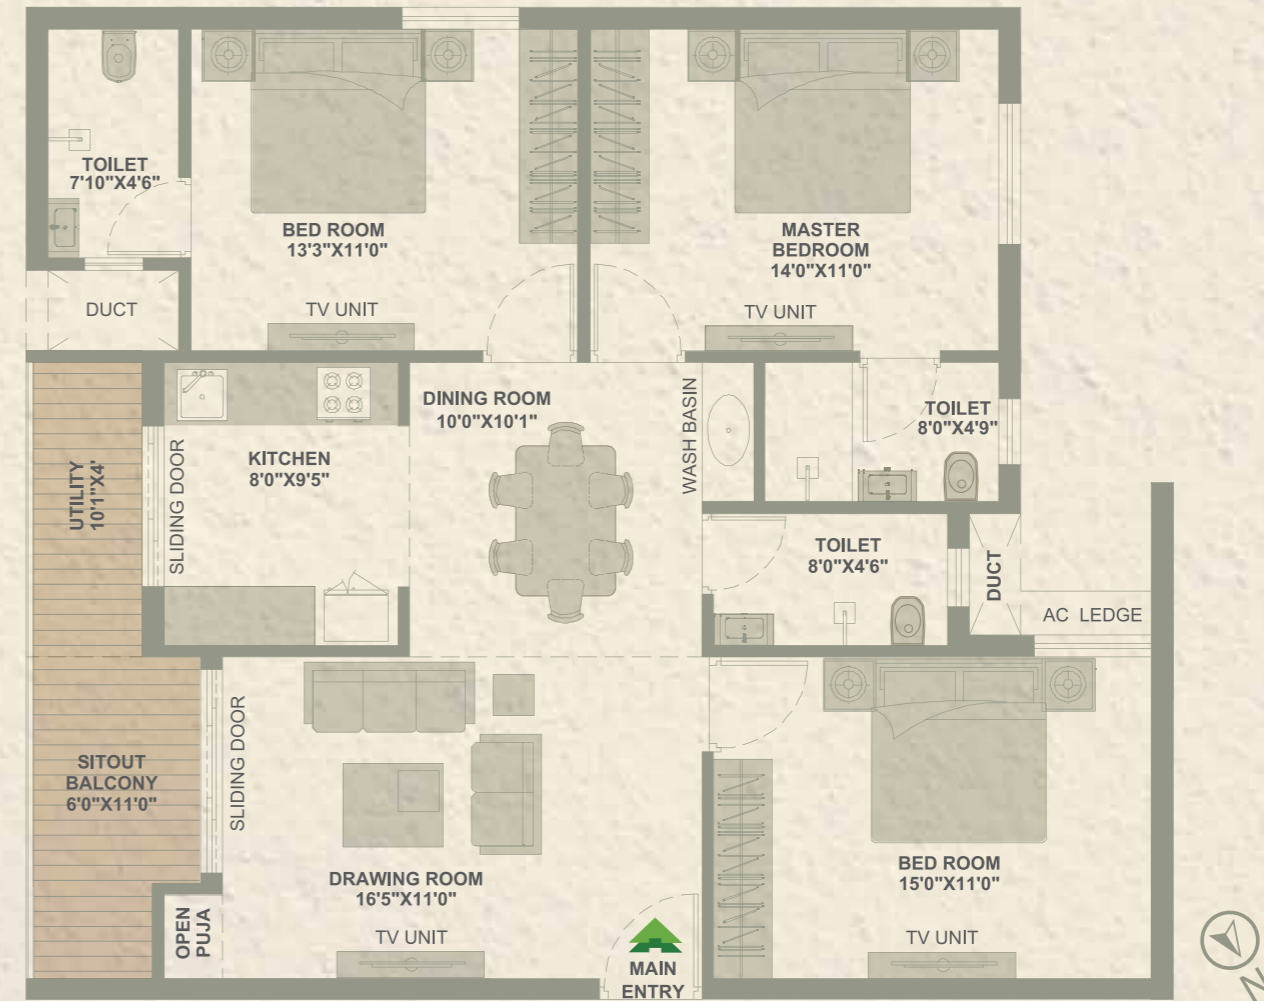 TOILET
7'10"X4'6"
BED ROOM
13'3"X11'0"
MASTER
BEDROOM
14'0"X11'0"
DUCT
TV UNIT
TV UNIT
DINING ROOM
10'0"X10'1"
WASH BASIN
TOILET
8'0"X4'9"
UTILITY
10'1"X4'
SLIDING DOOR
KITCHEN
8'0"X9'5"
TOILET
8'0"X4'6"
DUCT
AC LEDGE
SITOUT
BALCONY
6'0"X11'0"
SLIDING DOOR
DRAWING ROOM
16'5"X11'0"
BED ROOM
15'0"X11'0"
OPEN
PUJA
TV UNIT
MAIN
ENTRY
TV UNIT
N